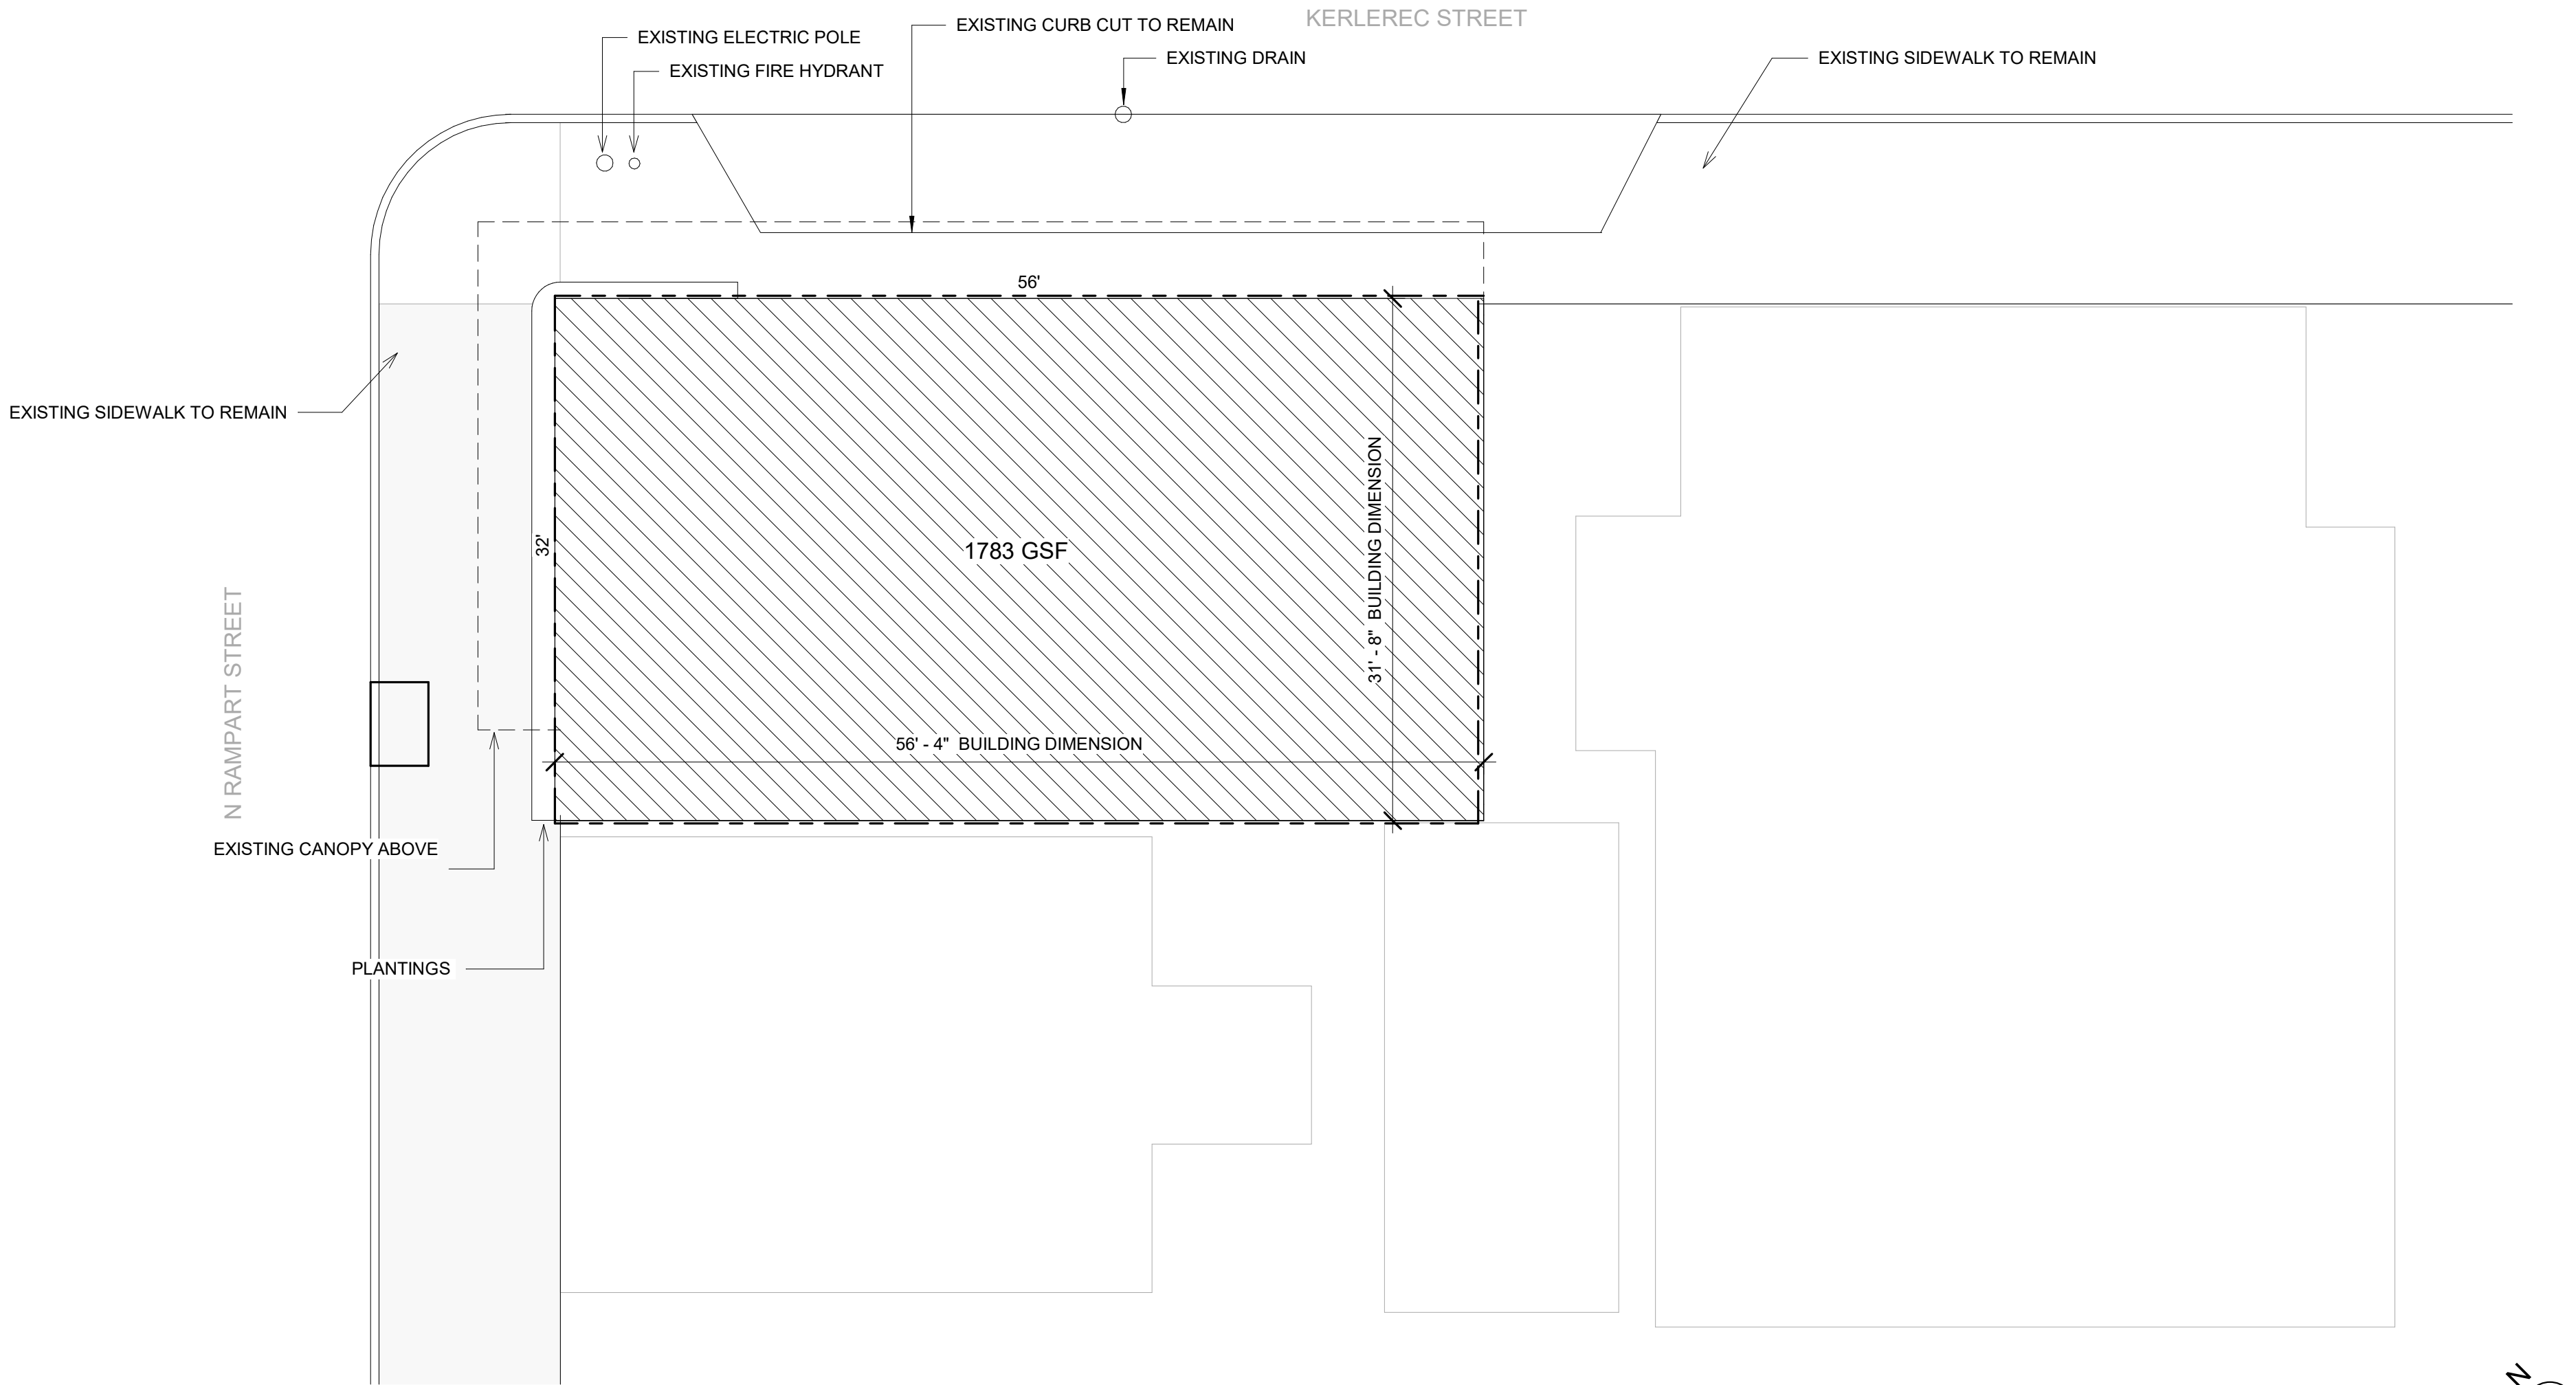 KERLEREC STREET
EXISTING CURB CUT TO REMAIN
EXISTING ELECTRIC POLE
EXISTING DRAIN
EXISTING SIDEWALK TO REMAIN
EXISTING FIRE HYDRANT
56'
EXISTING SIDEWALK TO REMAIN
32'
1783 GSF
31' - 8" BUILDING DIMENSION
N RAMPART STREET
56' - 4" BUILDING DIMENSION
EXISTING CANOPY ABOVE
PLANTINGS
N